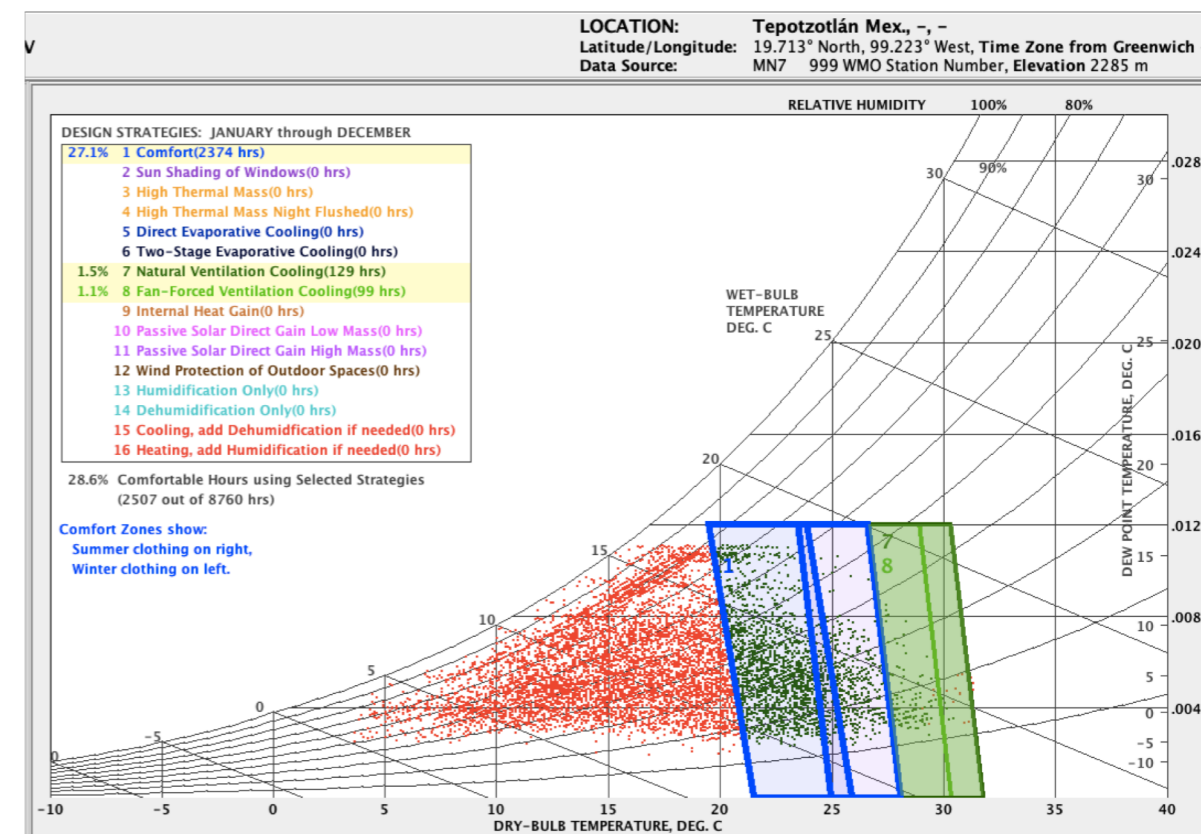 LOCATION: Tepotzotlán Mex., -, -
Latitude/Longitude: 19.713° North, 99.223° West, Time Zone from Greenwich
Data Source: MN7 999 WMO Station Number, Elevation 2285 m
RELATIVE HUMIDITY 100% 80%
DESIGN STRATEGIES: JANUARY through DECEMBER
27.1% 1 Comfort(2374 hrs)
2 Sun Shading of Windows(0 hrs)
3 High Thermal Mass(0 hrs)
4 High Thermal Mass Night Flushed(0 hrs)
5 Direct Evaporative Cooling(0 hrs)
6 Two-Stage Evaporative Cooling(0 hrs)
1.5% 7 Natural Ventilation Cooling(129 hrs)
1.1% 8 Fan-Forced Ventilation Cooling(99 hrs)
9 Internal Heat Gain(0 hrs)
10 Passive Solar Direct Gain Low Mass(0 hrs)
11 Passive Solar Direct Gain High Mass(0 hrs)
12 Wind Protection of Outdoor Spaces(0 hrs)
13 Humidification Only(0 hrs)
14 Dehumidification Only(0 hrs)
15 Cooling, add Dehumidfication if needed(0 hrs)
16 Heating, add Humidification if needed(0 hrs)
28.6% Comfortable Hours using Selected Strategies
(2507 out of 8760 hrs)
Comfort Zones show:
Summer clothing on right,
Winter clothing on left.
90%
WET-BULB
TEMPERATURE
DEG. C
0
-5
0
5
10
15
20
25
30
1
7
8
DEW POINT TEMPERATURE, DEG. C
30
25
20
15
10
5
0
-5
-10
.028
.024
.020
.016
.012
.008
.004
-10 -5 0 5 10 15 20 25 30 35 40
DRY-BULB TEMPERATURE, DEG. C